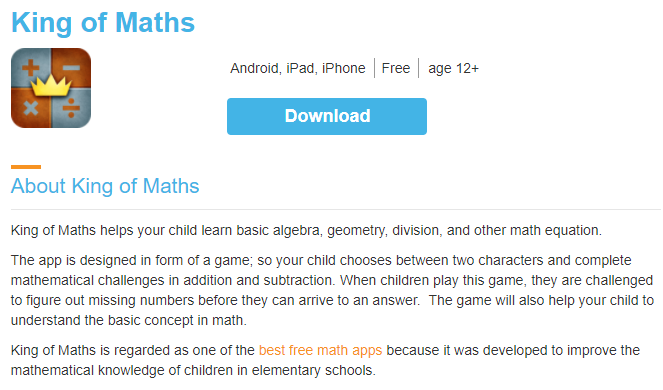 King of Maths
Android, iPad, iPhone Free age 12+
Download
About King of Maths
King of Maths helps your child learn basic algebra, geometry, division, and other math equation.
The app is designed in form of a game; so your child chooses between two characters and complete
mathematical challenges in addition and subtraction. When children play this game, they are challenged
to figure out missing numbers before they can arrive to an answer. The game will also help your child to
understand the basic concept in math.
King of Maths is regarded as one of the best free math apps because it was developed to improve the
mathematical knowledge of children in elementary schools.